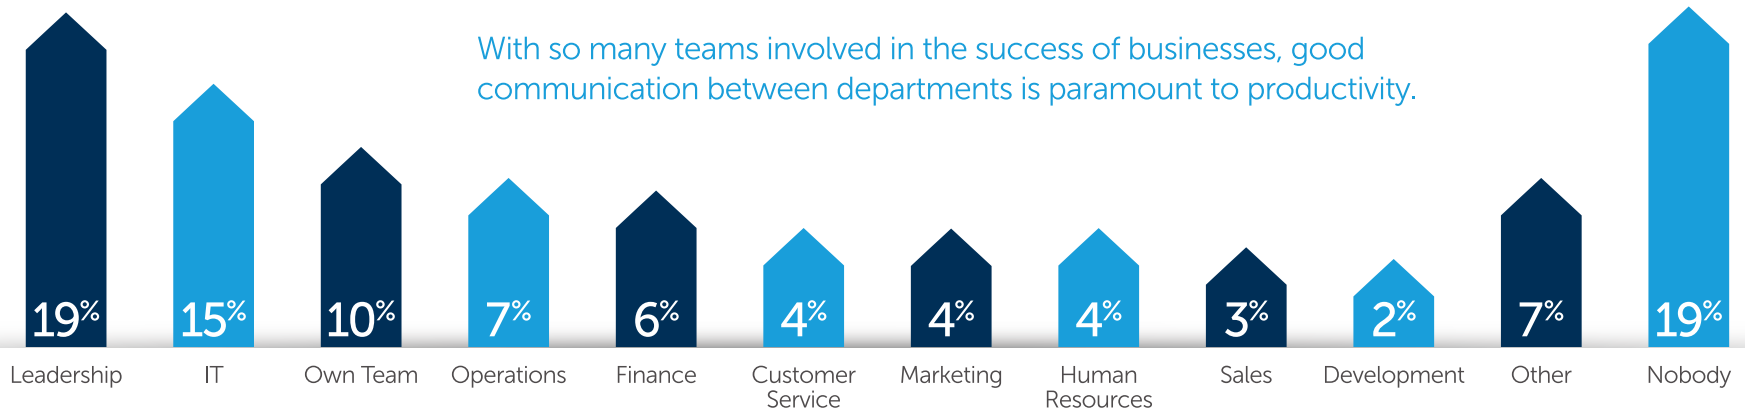 With so many teams involved in the success of businesses, good
communication between departments is paramount to productivity.
19% 15% 10% 7% 6% 4% 4% 4% 3% 2% 7% 19%
Leadership IT Own Team Operations Finance Customer Marketing Human Sales Development Other Nobody
Service Resources